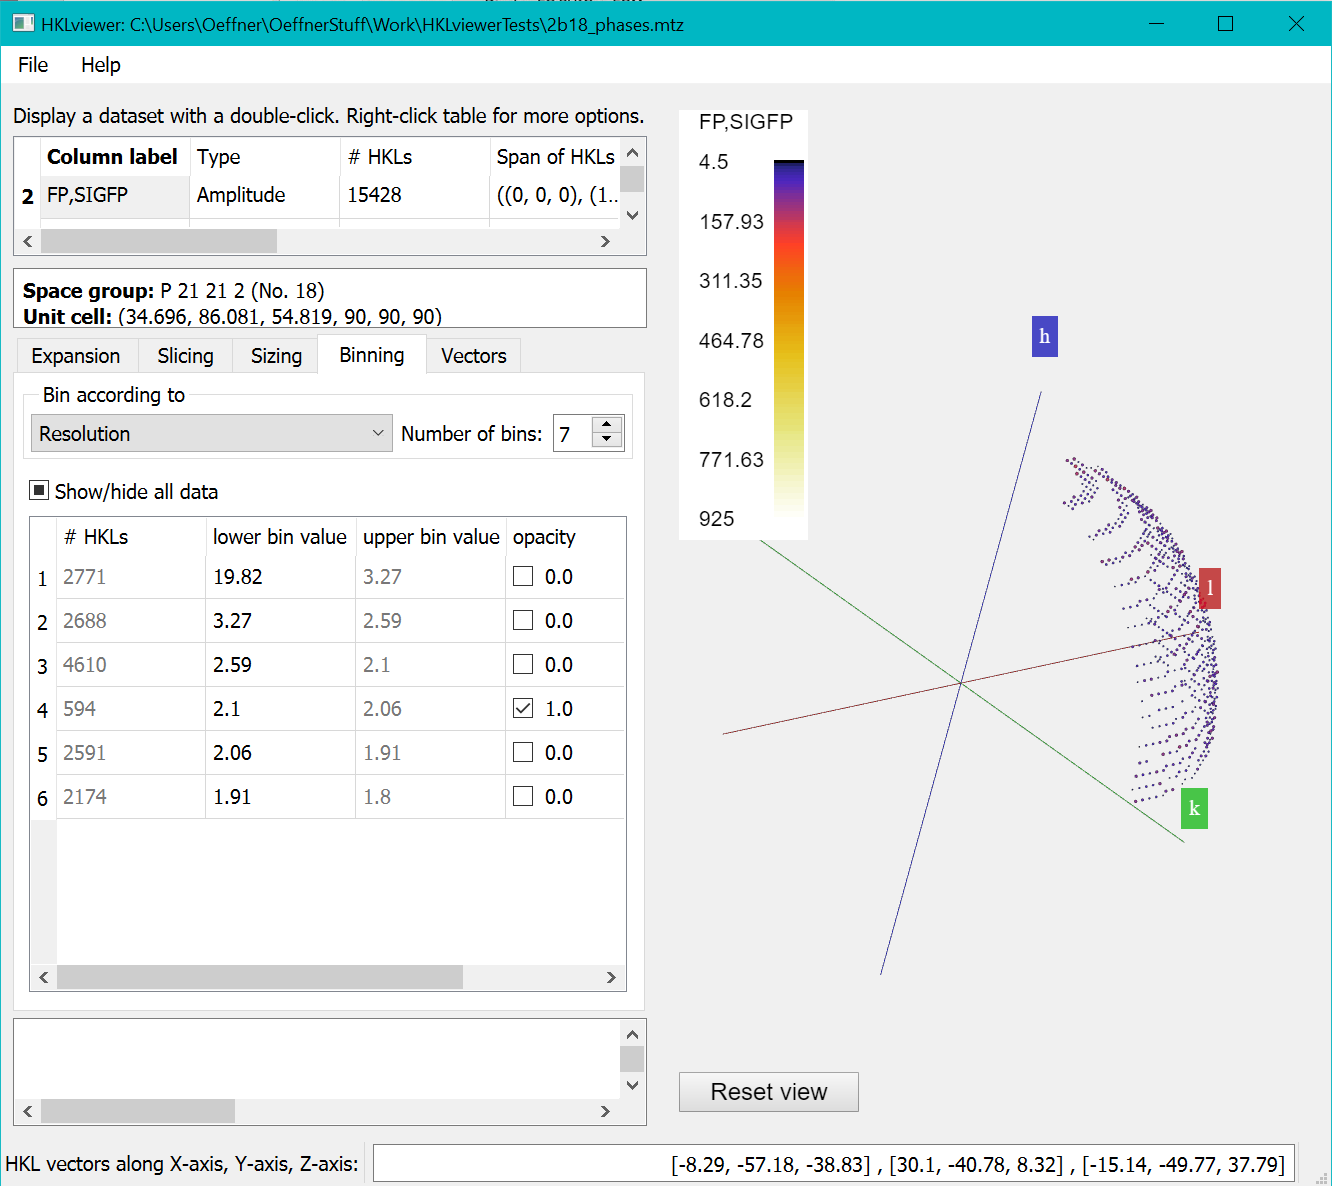 HKLviewer: C:\Users\Oeffner\OeffnerStuff\Work\HKLviewerTests\2b18_phases.mtz
File Help
Display a dataset with a double-click. Right-click table for more options.
Column label Type # HKLs Span of HKLs
2 FP,SIGFP Amplitude 15428 ((0, 0, 0), (1...
Space group: P 21 21 2 (No. 18)
Unit cell: (34.696, 86.081, 54.819, 90, 90, 90)
Expansion Slicing Sizing Binning Vectors
Bin according to
Resolution Number of bins: 7
Show/hide all data
# HKLs lower bin value upper bin value opacity
1 2771 19.82 3.27 0.0
2 2688 3.27 2.59 0.0
3 4610 2.59 2.1 0.0
4 594 2.1 2.06 1.0
5 2591 2.06 1.91 0.0
6 2174 1.91 1.8 0.0
FP,SIGFP
4.5
157.93
311.35
464.78
618.2
771.63
925
h
l
k
Reset view
HKL vectors along X-axis, Y-axis, Z-axis: [-8.29, -57.18, -38.83] , [30.1, -40.78, 8.32] , [-15.14, -49.77, 37.79]